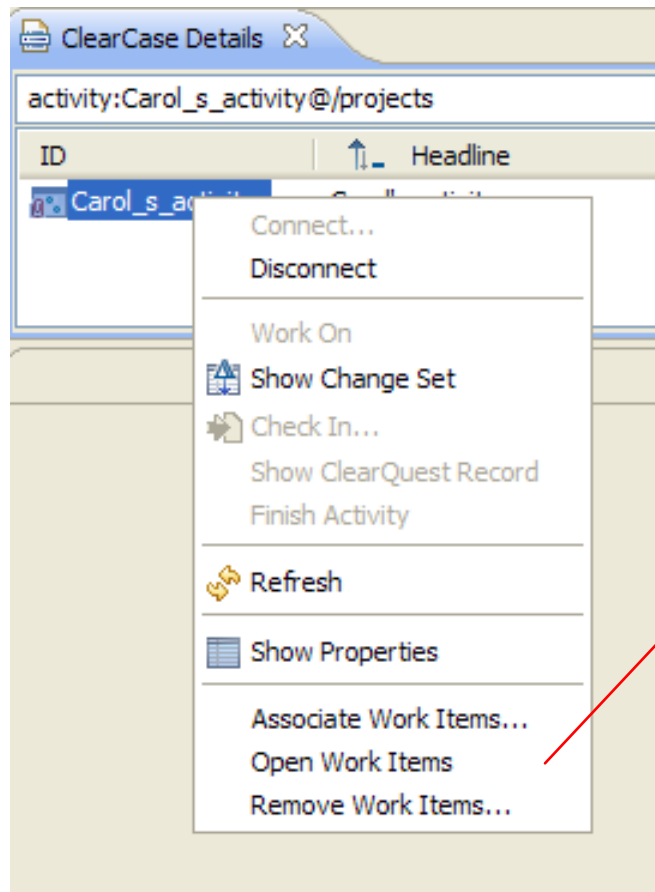 ClearCase Details
activity:Carol_s_activity@/projects
ID Headline
Carol_s_ac
Connect...
Disconnect
Work On
Show Change Set
Check In...
Show ClearQuest Record
Finish Activity
Refresh
Show Properties
Associate Work Items...
Open Work Items
Remove Work Items...